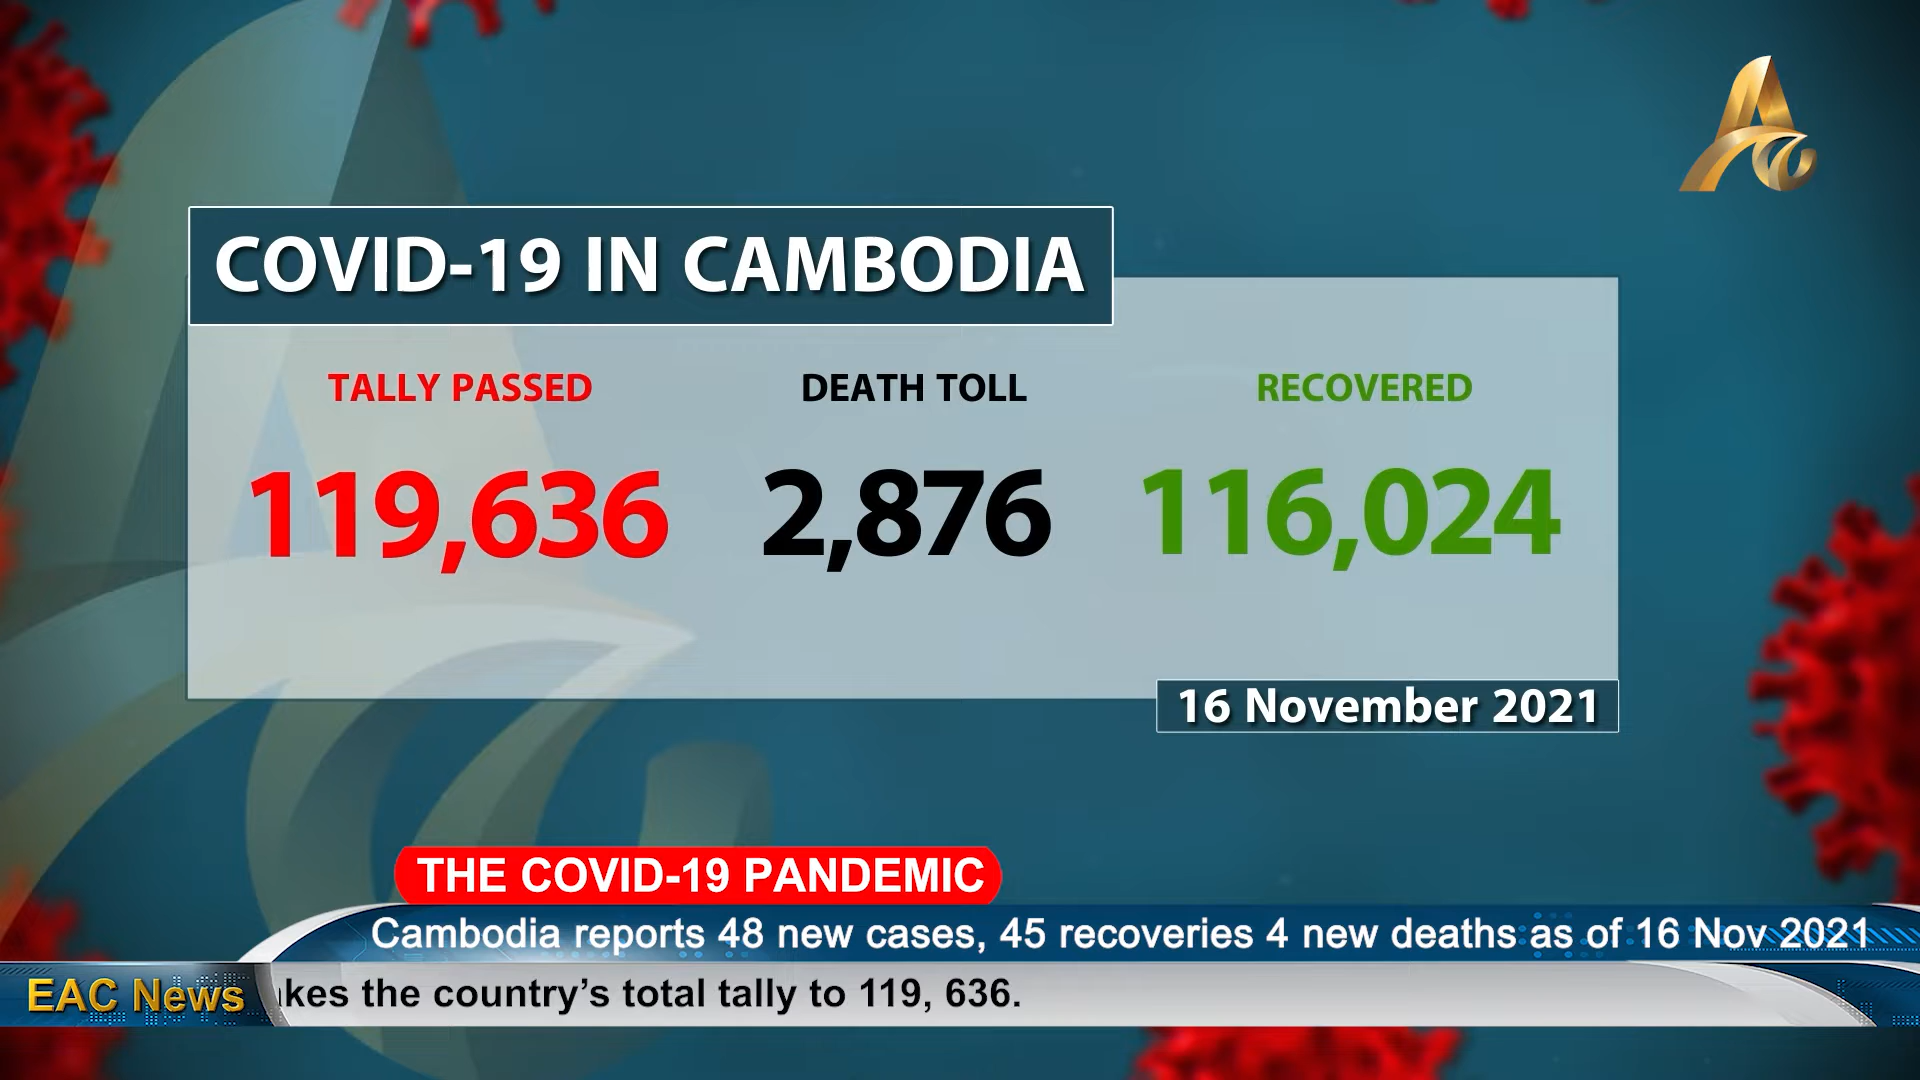 COVID-19 IN CAMBODIA
TALLY PASSED
DEATH TOLL
RECOVERED
119,636
2,876
116,024
16 November 2021
THE COVID-19 PANDEMIC
Cambodia reports 48 new cases, 45 recoveries 4 new deaths as of 16 Nov 2021
EAC News
kes the country's total tally to 119, 636.